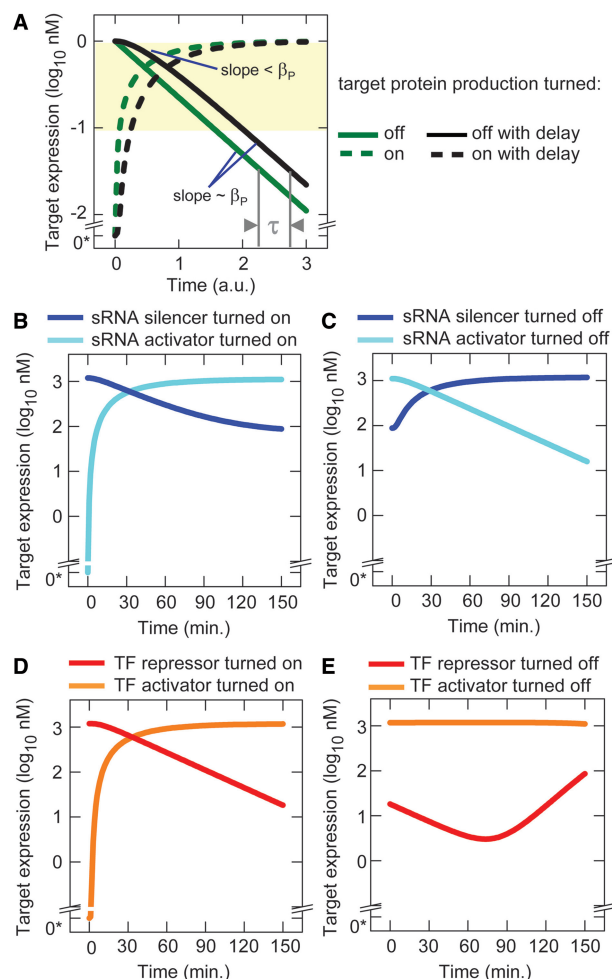 A
Target expression (log10 nM)
0
-1
-2
0*
slope < βP
slope ~ βP
τ
0 1 2 3
Time (a.u.)
target protein production turned:
off off with delay
on on with delay
B
sRNA silencer turned on
sRNA activator turned on
Target expression (log10 nM)
3
2
1
0
0*
0 30 60 90 120 150
Time (min.)
C
sRNA silencer turned off
sRNA activator turned off
Target expression (log10 nM)
3
2
1
0
0*
0 30 60 90 120 150
Time (min.)
D
TF repressor turned on
TF activator turned on
Target expression (log10 nM)
3
2
1
0
0*
0 30 60 90 120 150
Time (min.)
E
TF repressor turned off
TF activator turned off
Target expression (log10 nM)
3
2
1
0
0*
0 30 60 90 120 150
Time (min.)